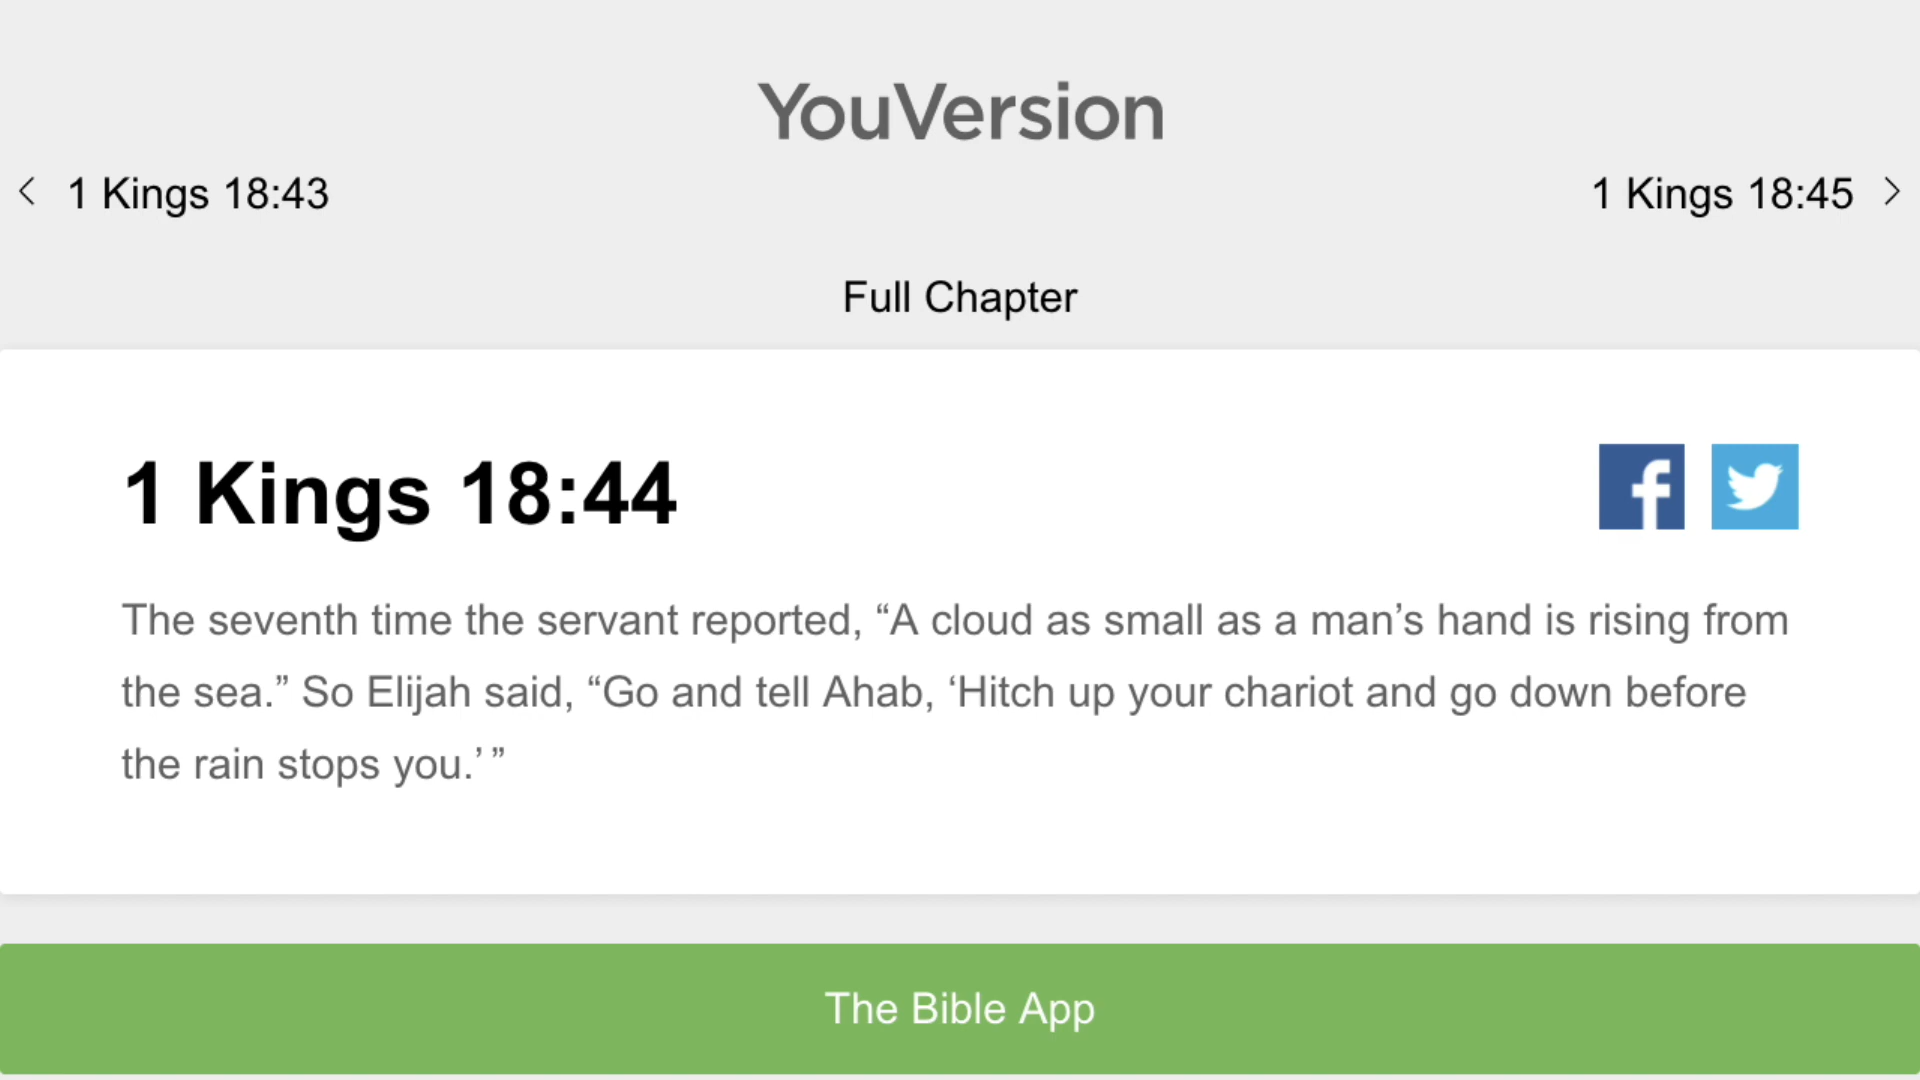 YouVersion
1 Kings 18:43
1 Kings 18:45
Full Chapter
1 Kings 18:44
The seventh time the servant reported, “A cloud as small as a man’s hand is rising from
the sea.” So Elijah said, “Go and tell Ahab, ‘Hitch up your chariot and go down before
the rain stops you.’ ”
The Bible App